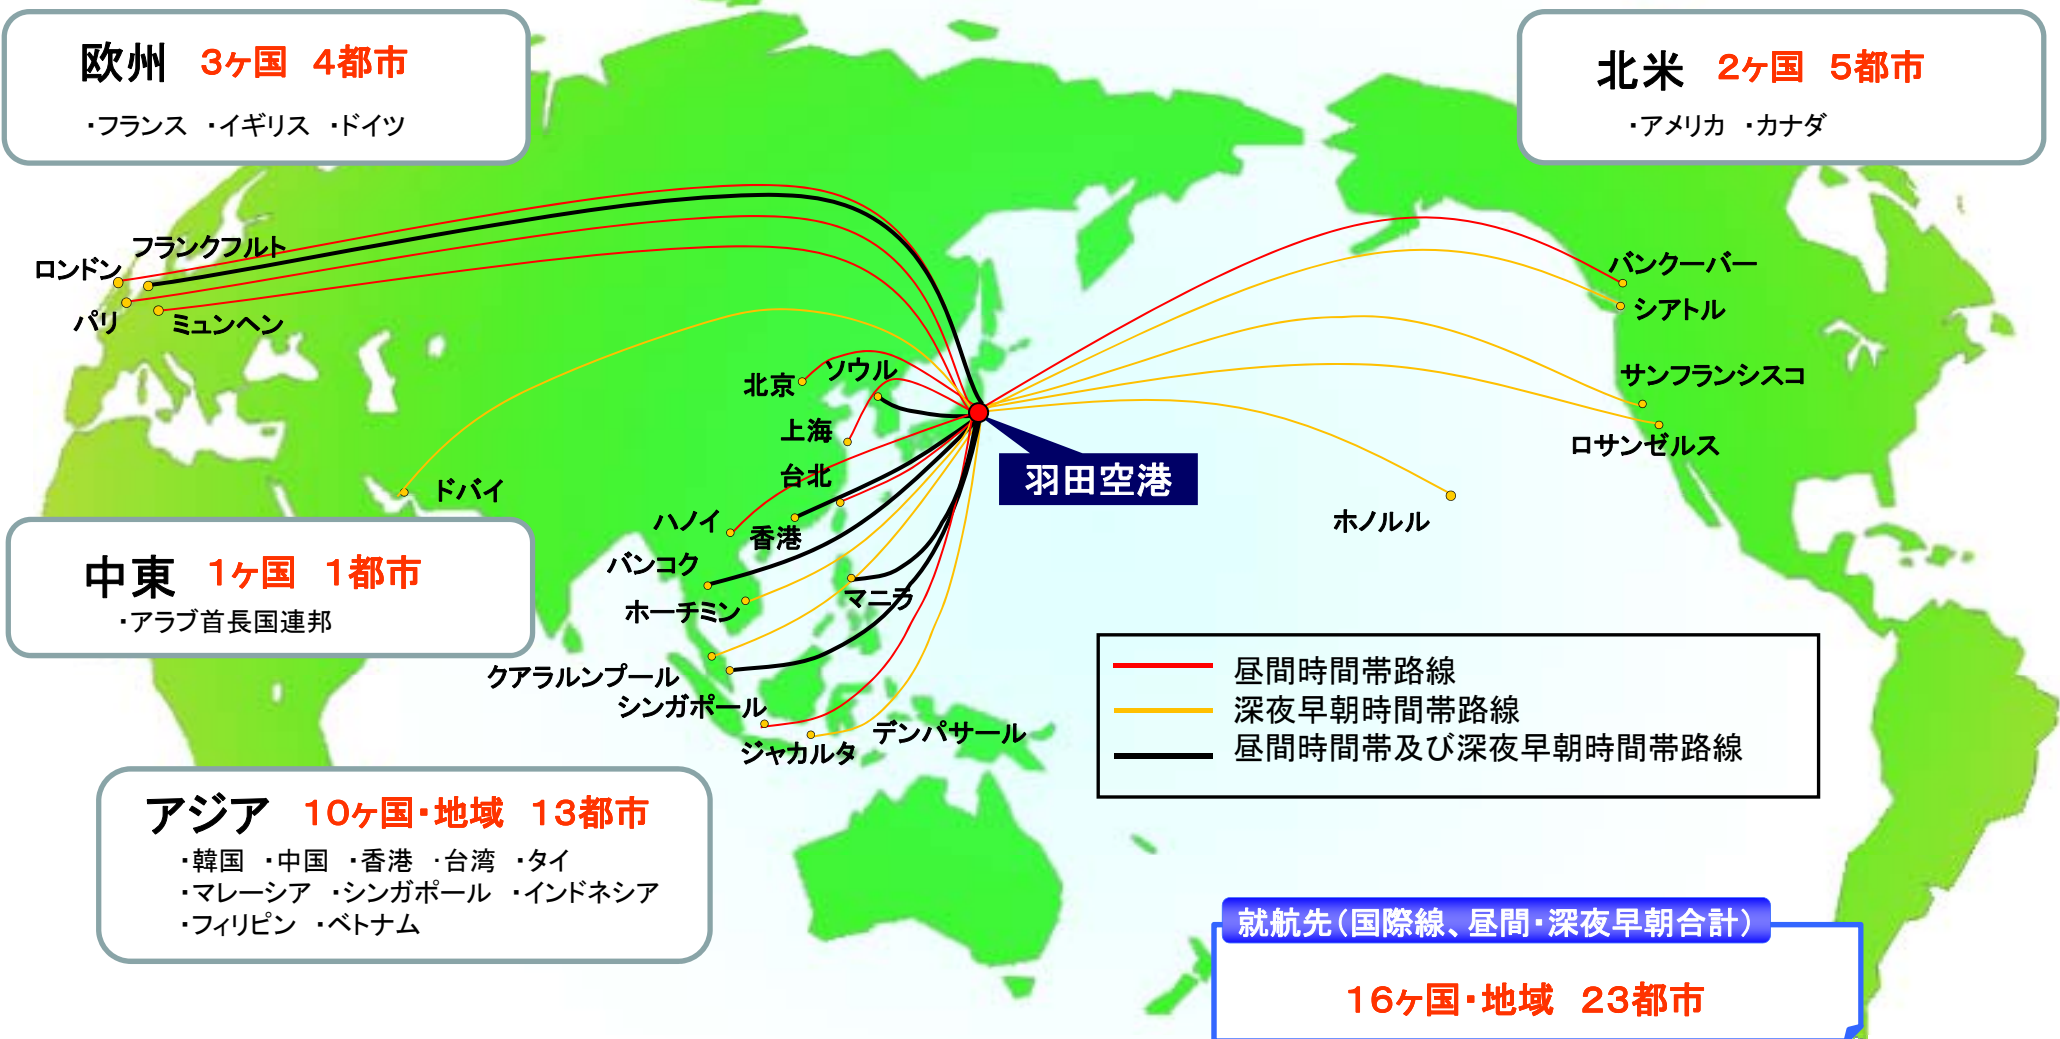 欧州 3ヶ国 4都市
・フランス ・イギリス ・ドイツ
北米 2ヶ国 5都市
・アメリカ ・カナダ
フランクフルト
ロンドン
パリ
ミュンヘン
バンクーバー
シアトル
サンフランシスコ
ロサンゼルス
ホノルル
北京
ソウル
上海
台北
羽田空港
ドバイ
ハノイ
香港
バンコク
ホーチミン
マニラ
クアラルンプール
シンガポール
ジャカルタ
デンパサール
中東 1ヶ国 1都市
・アラブ首長国連邦
昼間時間帯路線
深夜早朝時間帯路線
昼間時間帯及び深夜早朝時間帯路線
アジア 10ヶ国・地域 13都市
・韓国 ・中国 ・香港 ・台湾 ・タイ
・マレーシア ・シンガポール ・インドネシア
・フィリピン ・ベトナム
就航先(国際線、昼間・深夜早朝合計)
16ヶ国・地域 23都市